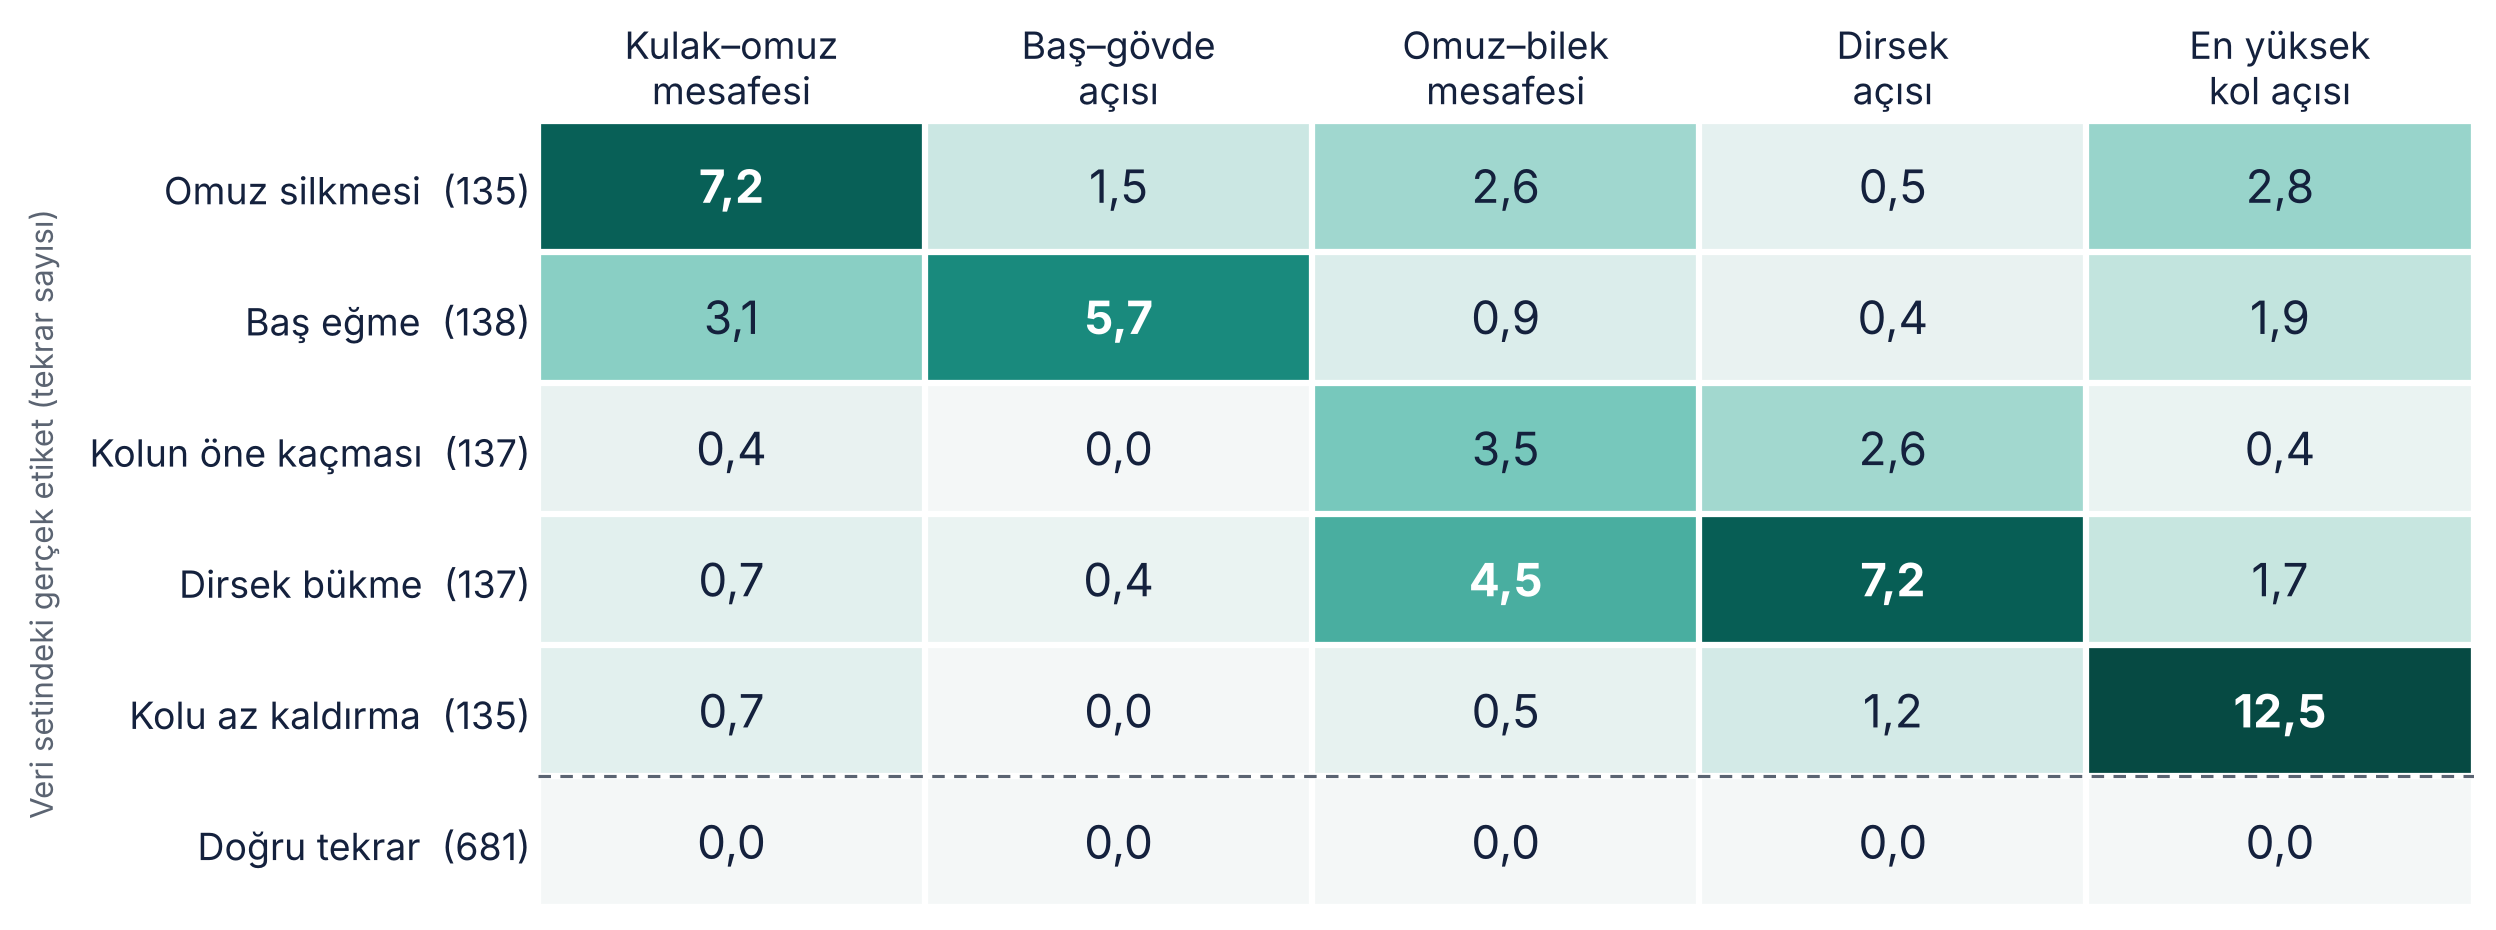 Kulak–omuz mesafesi
Baş–gövde açısı
Omuz–bilek mesafesi
Dirsek açısı
En yüksek kol açısı
Veri setindeki gerçek etiket (tekrar sayısı)
Omuz silkmesi (135) 7,2 1,5 2,6 0,5 2,8
Baş eğme (138) 3,1 5,7 0,9 0,4 1,9
Kolun öne kaçması (137) 0,4 0,0 3,5 2,6 0,4
Dirsek bükme (137) 0,7 0,4 4,5 7,2 1,7
Kolu az kaldırma (135) 0,7 0,0 0,5 1,2 12,5
Doğru tekrar (681) 0,0 0,0 0,0 0,0 0,0